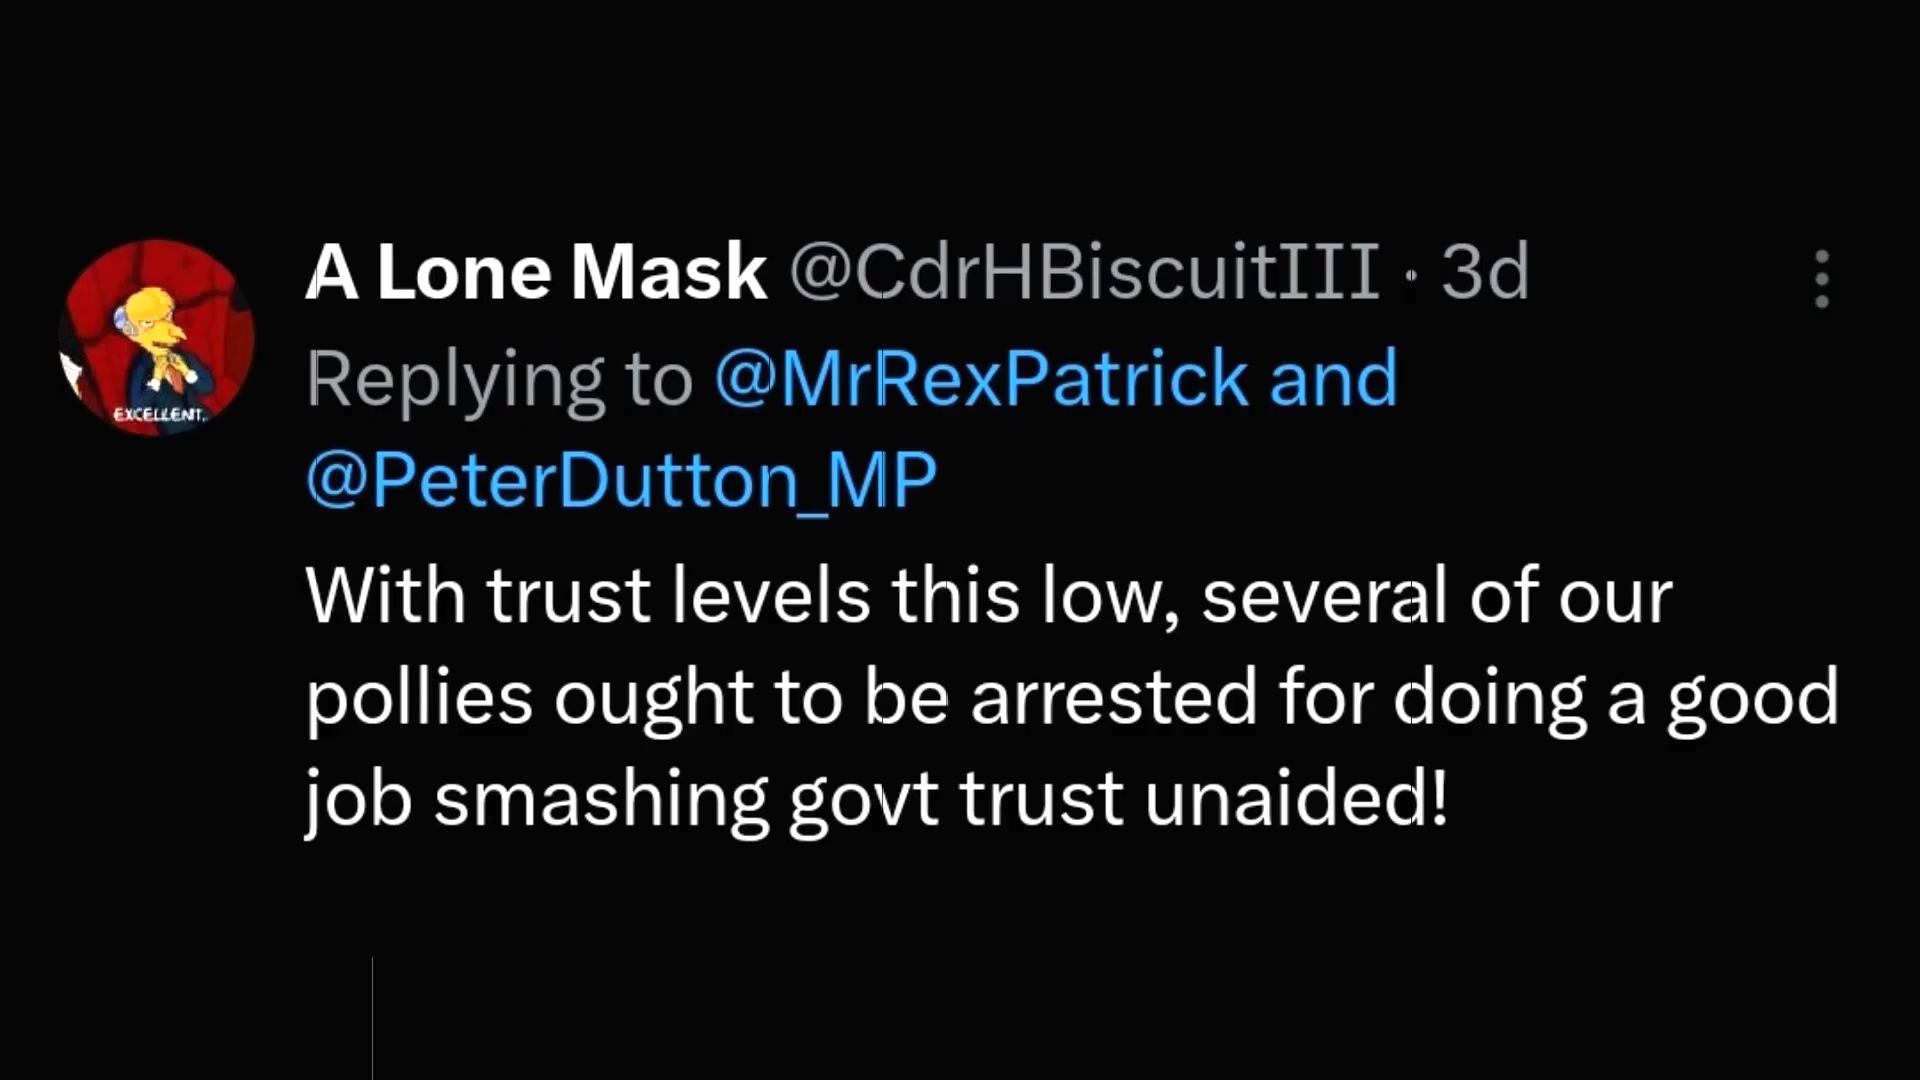 A Lone Mask @CdrHBiscuitIII · 3d
Replying to @MrRexPatrick and
@PeterDutton_MP
With trust levels this low, several of our
pollies ought to be arrested for doing a good
job smashing govt trust unaided!
EXCELLENT.